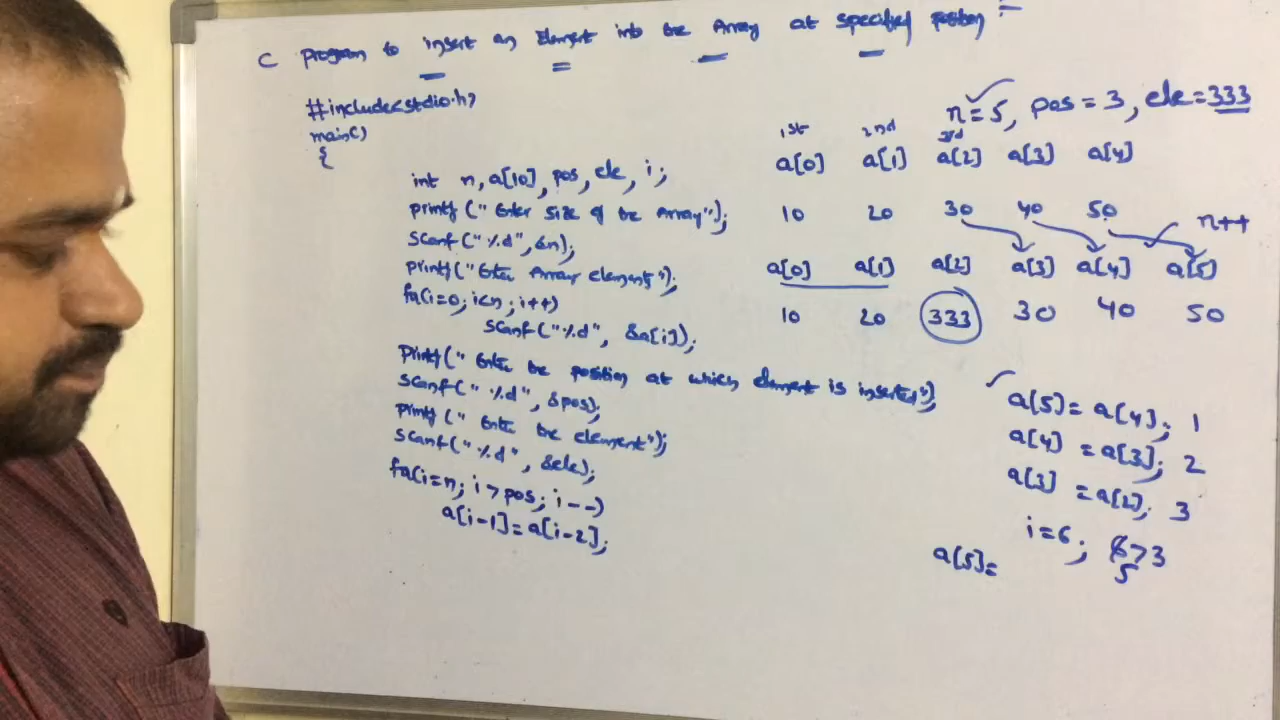 C Program to insert an Element into the Array at specified position :-
#include<stdio.h>
main()
{
int n, a[10], pos, ele, i;
printf (" Enter size of the Array");
scanf (" %d", &n);
printf ("Enter Array element");
for(i=0; i<n; i++)
scanf ("%d", &a[i]);
printf (" Enter the position at which element is inserted");
scanf (" %d", &pos);
printf (" Enter the element");
scanf (" %d", &ele);
for(i=n; i>pos; i--)
a[i-1]=a[i-2];
n=5, pos=3, ele=333
1st 2nd 3rd
a[0] a[1] a[2] a[3] a[4]
10 20 30 40 50
n++
a[0] a[1] a[2] a[3] a[4] a[5]
10 20 333 30 40 50
a[5]= a[4]; 1
a[4] = a[3]; 2
a[3] = a[2]; 3
i=6; 6>3
5
a[5]=